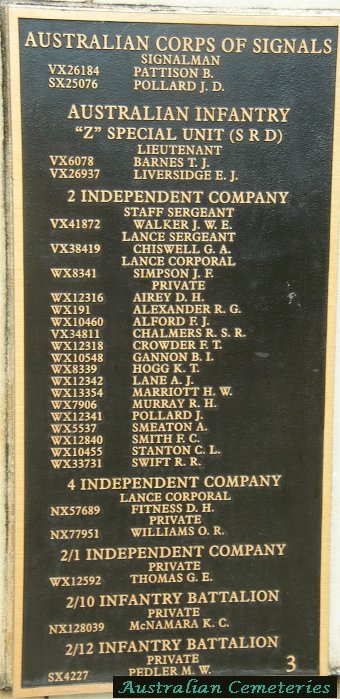 AUSTRALIAN CORPS OF SIGNALS
SIGNALMAN
VX26184 PATTISON B.
SX25076 POLLARD J. D.
AUSTRALIAN INFANTRY
"Z" SPECIAL UNIT (S R D)
LIEUTENANT
VX6078 BARNES T. J.
VX26937 LIVERSIDGE E. J.
2 INDEPENDENT COMPANY
STAFF SERGEANT
VX41872 WALKER J. W. E.
LANCE SERGEANT
VX38419 CHISWELL G. A.
LANCE CORPORAL
WX8341 SIMPSON J. F.
PRIVATE
WX12316 AIREY D. H.
WX191 ALEXANDER R. G.
WX10460 ALFORD F. J.
VX34811 CHALMERS R. S. R.
WX12318 CROWDER F. T.
WX10548 GANNON B. I.
WX8339 HOGG K. T.
WX12342 LANE A. J.
WX13354 MARRIOTT H. W.
WX7906 MURRAY R. H.
WX12341 POLLARD J.
WX5537 SMEATON A.
WX12840 SMITH F. C.
WX10455 STANTON C. L.
WX33731 SWIFT R. R.
4 INDEPENDENT COMPANY
LANCE CORPORAL
NX57689 FITNESS D. H.
PRIVATE
NX77951 WILLIAMS O. R.
2/1 INDEPENDENT COMPANY
PRIVATE
WX12592 THOMAS G. E.
2/10 INFANTRY BATTALION
PRIVATE
NX128039 McNAMARA K. C.
2/12 INFANTRY BATTALION
PRIVATE
SX4227 PEDLER M. W.
3
Australian Cemeteries